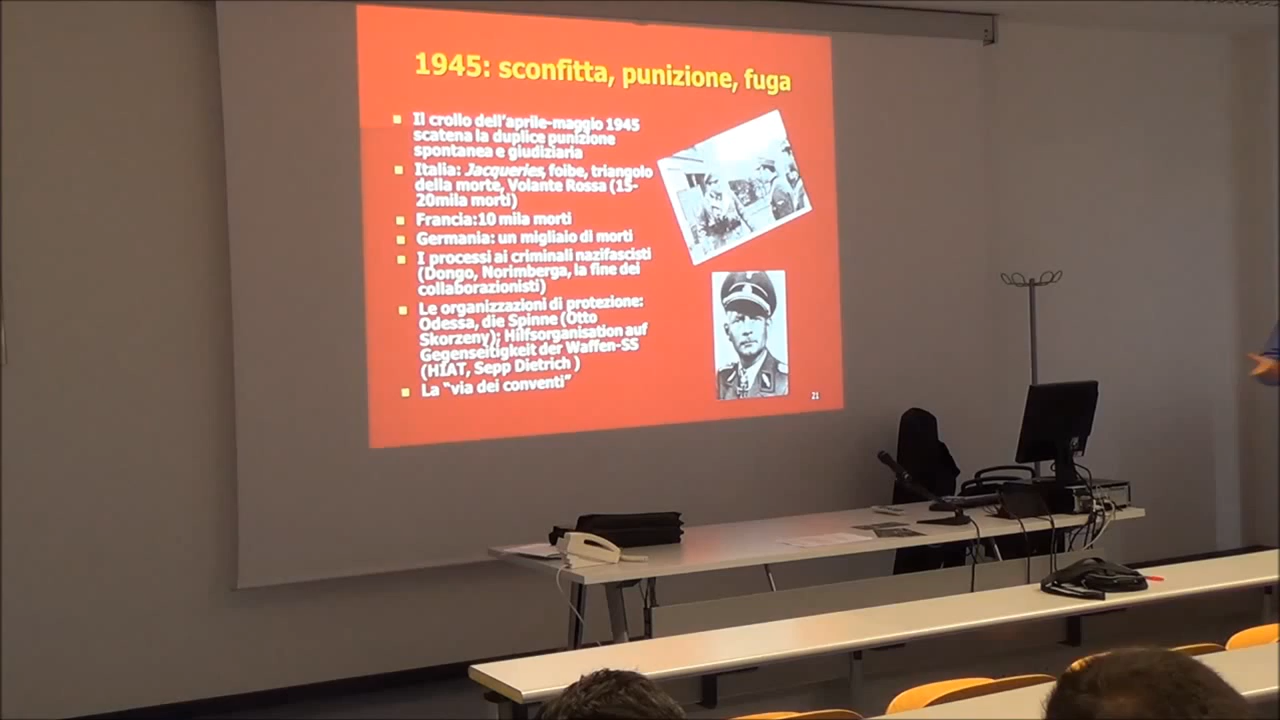 1945: sconfitta, punizione, fuga
Il crollo dell'aprile-maggio 1945
scatena la duplice punizione
spontanea e giudiziaria
Italia: Jacqueries, foibe, triangolo
della morte, Volante Rossa (15-
20mila morti)
Francia:10 mila morti
Germania: un migliaio di morti
I processi ai criminali nazifascisti
(Dongo, Norimberga, la fine dei
collaborazionisti)
Le organizzazioni di protezione:
Odessa, die Spinne (Otto
Skorzeny); Hilfsorganisation auf
Gegenseitigkeit der Waffen-SS
(HIAT, Sepp Dietrich )
La "via dei conventi"
21